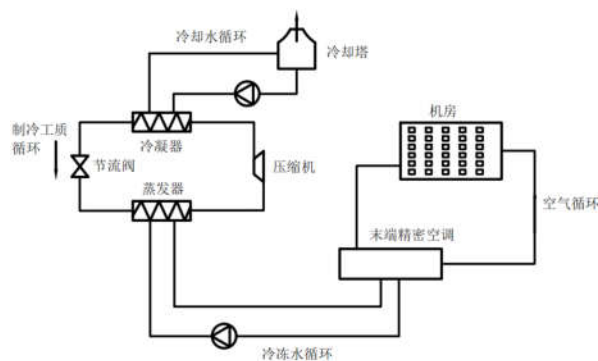 冷却水循环
冷却塔
制冷工质
循环
冷凝器
节流阀
压缩机
蒸发器
机房
空气循环
末端精密空调
冷冻水循环